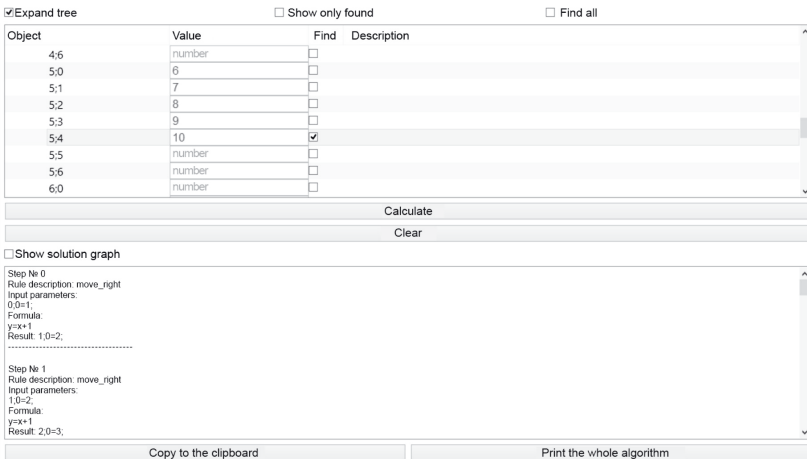 Expand tree Show only found Find all
Object Value Find Description
4;6 number
5;0 6
5;1 7
5;2 8
5;3 9
5;4 10
5;5 number
5;6 number
6;0 number
Calculate
Clear
Show solution graph
Step № 0
Rule description: move_right
Input parameters:
0;0=1;
Formula:
y=x+1
Result: 1;0=2;
------------------------------------
Step № 1
Rule description: move_right
Input parameters:
1;0=2;
Formula:
y=x+1
Result: 2;0=3;
Copy to the clipboard Print the whole algorithm